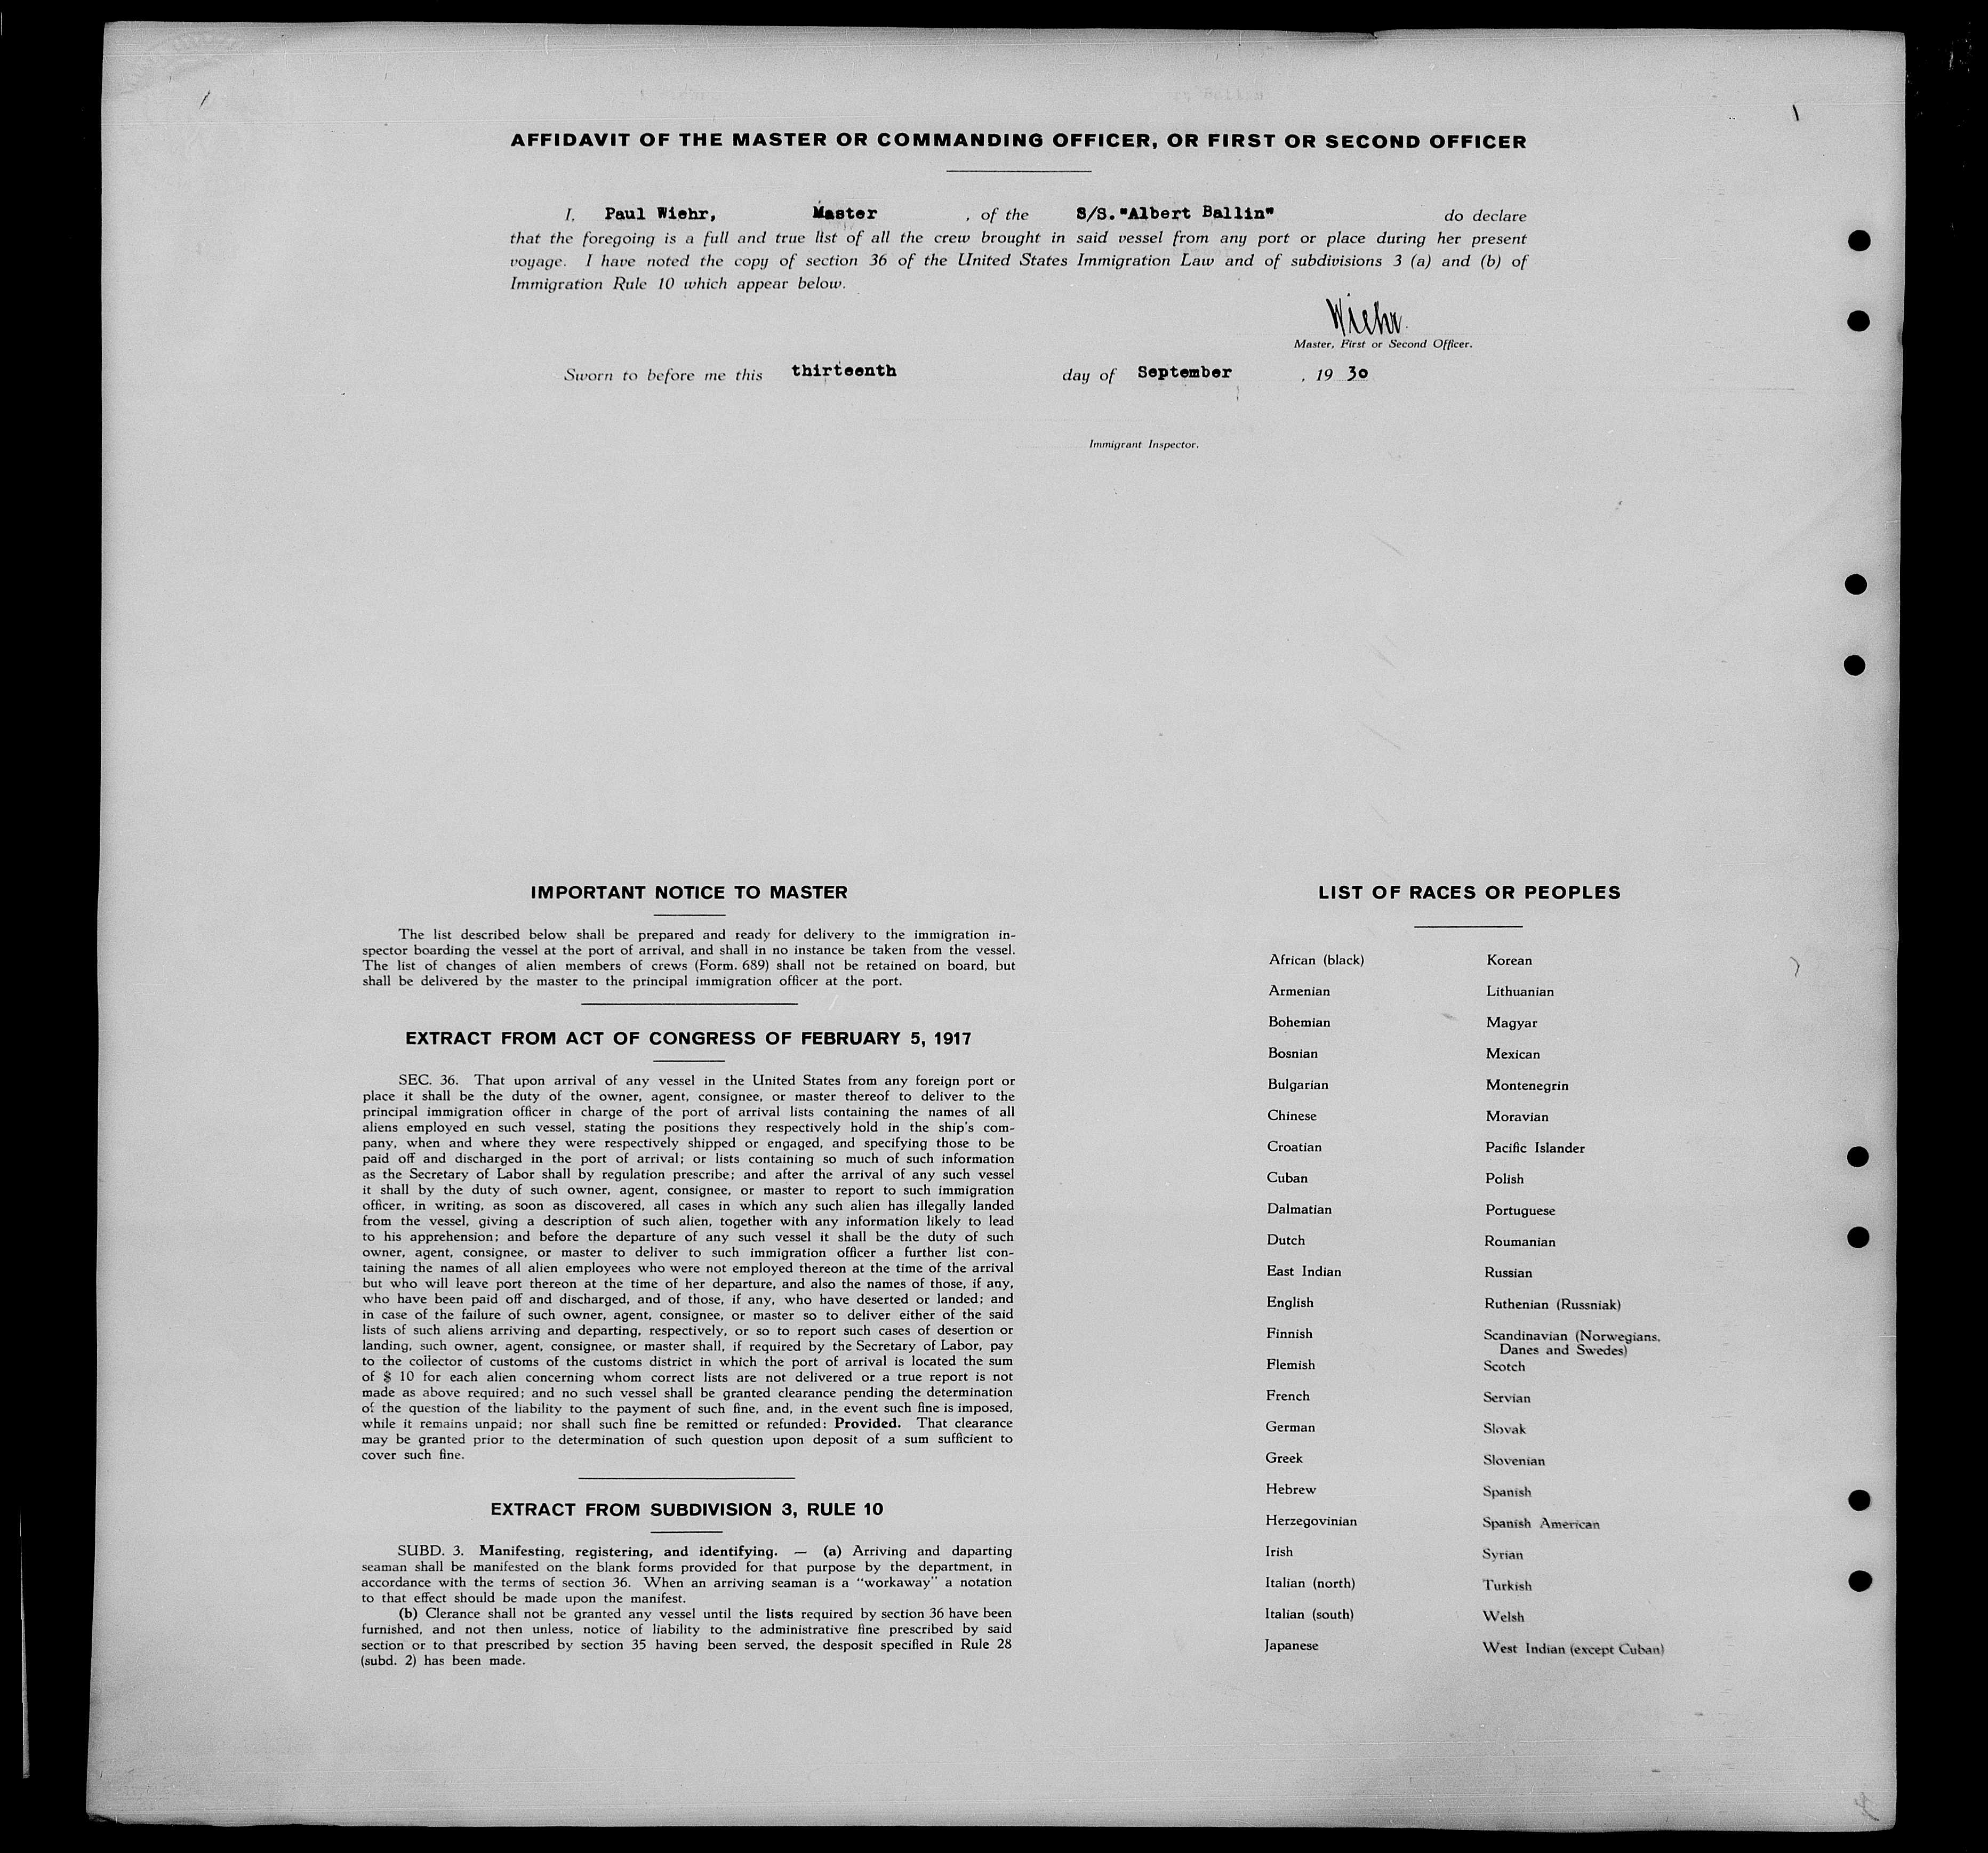 AFFIDAVIT OF THE MASTER OR COMMANDING OFFICER, OR FIRST OR SECOND OFFICER
I, Paul Wiehr, Master , of the S/S. "Albert Ballin" do declare
that the foregoing is a full and true list of all the crew brought in said vessel from any port or place during her present
voyage. I have noted the copy of section 36 of the United States Immigration Law and of subdivisions 3 (a) and (b) of
Immigration Rule 10 which appear below.
Wiehr.
Master, First or Second Officer.
Sworn to before me this thirteenth day of September , 19 30
Immigrant Inspector.
IMPORTANT NOTICE TO MASTER
The list described below shall be prepared and ready for delivery to the immigration in-
spector boarding the vessel at the port of arrival, and shall in no instance be taken from the vessel.
The list of changes of alien members of crews (Form. 689) shall not be retained on board, but
shall be delivered by the master to the principal immigration officer at the port.
EXTRACT FROM ACT OF CONGRESS OF FEBRUARY 5, 1917
SEC. 36. That upon arrival of any vessel in the United States from any foreign port or
place it shall be the duty of the owner, agent, consignee, or master thereof to deliver to the
principal immigration officer in charge of the port of arrival lists containing the names of all
aliens employed en such vessel, stating the positions they respectively hold in the ship's com-
pany, when and where they were respectively shipped or engaged, and specifying those to be
paid off and discharged in the port of arrival; or lists containing so much of such information
as the Secretary of Labor shall by regulation prescribe; and after the arrival of any such vessel
it shall by the duty of such owner, agent, consignee, or master to report to such immigration
officer, in writing, as soon as discovered, all cases in which any such alien has illegally landed
from the vessel, giving a description of such alien, together with any information likely to lead
to his apprehension; and before the departure of any such vessel it shall be the duty of such
owner, agent, consignee, or master to deliver to such immigration officer a further list con-
taining the names of all alien employees who were not employed thereon at the time of the arrival
but who will leave port thereon at the time of her departure, and also the names of those, if any,
who have been paid off and discharged, and of those, if any, who have deserted or landed; and
in case of the failure of such owner, agent, consignee, or master so to deliver either of the said
lists of such aliens arriving and departing, respectively, or so to report such cases of desertion or
landing, such owner, agent, consignee, or master shall, if required by the Secretary of Labor, pay
to the collector of customs of the customs district in which the port of arrival is located the sum
of $ 10 for each alien concerning whom correct lists are not delivered or a true report is not
made as above required; and no such vessel shall be granted clearance pending the determination
of the question of the liability to the payment of such fine, and, in the event such fine is imposed,
while it remains unpaid; nor shall such fine be remitted or refunded: Provided. That clearance
may be granted prior to the determination of such question upon deposit of a sum sufficient to
cover such fine.
EXTRACT FROM SUBDIVISION 3, RULE 10
SUBD. 3. Manifesting, registering, and identifying. — (a) Arriving and daparting
seaman shall be manifested on the blank forms provided for that purpose by the department, in
accordance with the terms of section 36. When an arriving seaman is a "workaway" a notation
to that effect should be made upon the manifest.
(b) Clerance shall not be granted any vessel until the lists required by section 36 have been
furnished, and not then unless, notice of liability to the administrative fine prescribed by said
section or to that prescribed by section 35 having been served, the desposit specified in Rule 28
(subd. 2) has been made.
LIST OF RACES OR PEOPLES
African (black)
Armenian
Bohemian
Bosnian
Bulgarian
Chinese
Croatian
Cuban
Dalmatian
Dutch
East Indian
English
Finnish
Flemish
French
German
Greek
Hebrew
Herzegovinian
Irish
Italian (north)
Italian (south)
Japanese
Korean
Lithuanian
Magyar
Mexican
Montenegrin
Moravian
Pacific Islander
Polish
Portuguese
Roumanian
Russian
Ruthenian (Russniak)
Scandinavian (Norwegians,
Danes and Swedes)
Scotch
Servian
Slovak
Slovenian
Spanish
Spanish American
Syrian
Turkish
Welsh
West Indian (except Cuban)